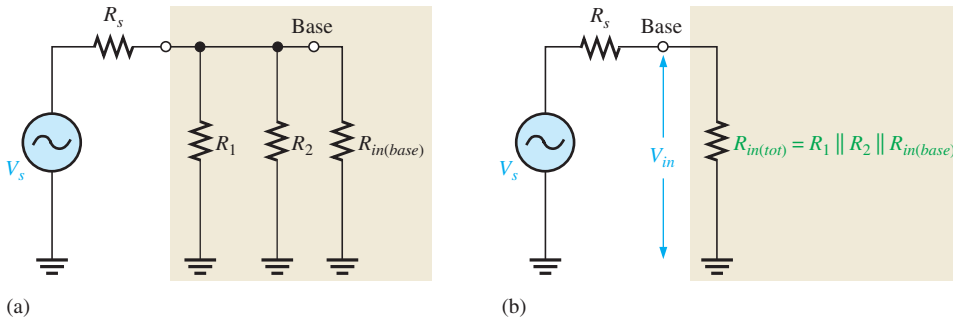 R_s
Base
V_s
R_1
R_2
R_in(base)
(a)
R_s
Base
V_s
V_in
R_in(tot) = R_1 || R_2 || R_in(base)
(b)